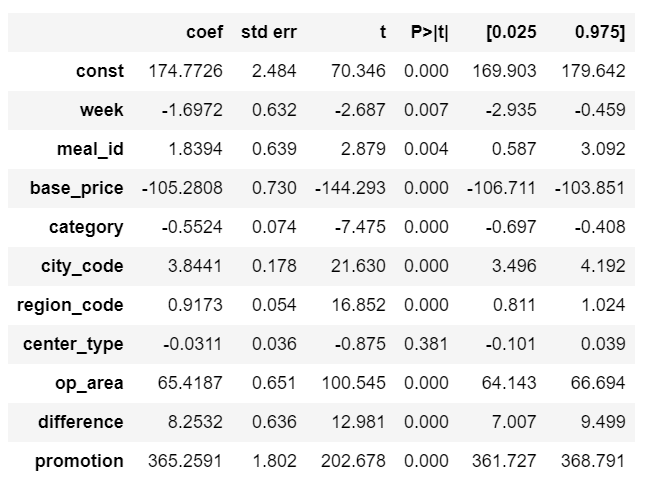 coef std err t P>|t| [0.025 0.975]
const 174.7726 2.484 70.346 0.000 169.903 179.642
week -1.6972 0.632 -2.687 0.007 -2.935 -0.459
meal_id 1.8394 0.639 2.879 0.004 0.587 3.092
base_price -105.2808 0.730 -144.293 0.000 -106.711 -103.851
category -0.5524 0.074 -7.475 0.000 -0.697 -0.408
city_code 3.8441 0.178 21.630 0.000 3.496 4.192
region_code 0.9173 0.054 16.852 0.000 0.811 1.024
center_type -0.0311 0.036 -0.875 0.381 -0.101 0.039
op_area 65.4187 0.651 100.545 0.000 64.143 66.694
difference 8.2532 0.636 12.981 0.000 7.007 9.499
promotion 365.2591 1.802 202.678 0.000 361.727 368.791